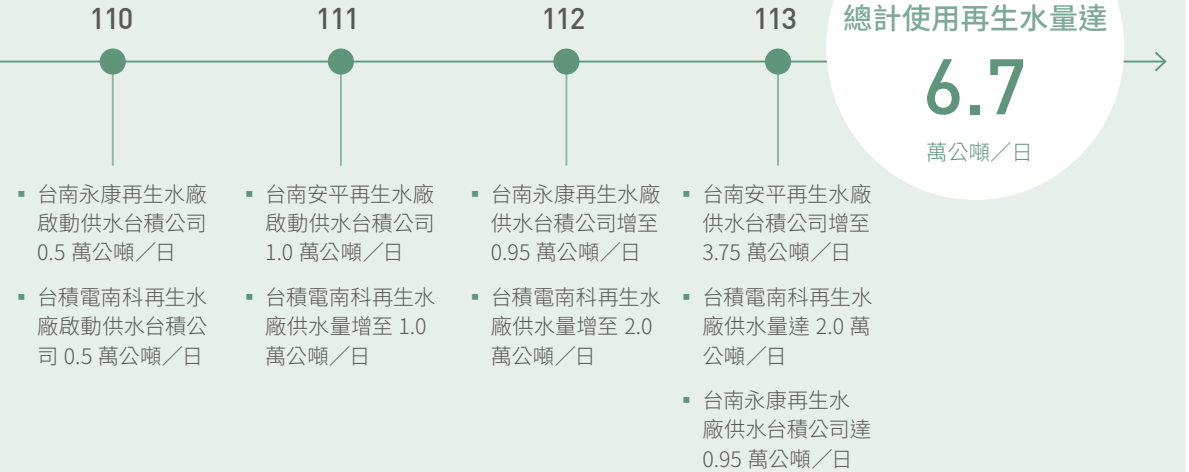 110
台南永康再生水廠
啟動供水台積公司
0.5 萬公噸／日
台積電南科再生水
廠啟動供水台積公
司 0.5 萬公噸／日
111
台南安平再生水廠
啟動供水台積公司
1.0 萬公噸／日
台積電南科再生水
廠供水量增至 1.0
萬公噸／日
112
台南永康再生水廠
供水台積公司增至
0.95 萬公噸／日
台積電南科再生水
廠供水量增至 2.0
萬公噸／日
113
台南安平再生水廠
供水台積公司增至
3.75 萬公噸／日
台積電南科再生水
廠供水量達 2.0 萬
公噸／日
台南永康再生水
廠供水台積公司達
0.95 萬公噸／日
總計使用再生水量達
6.7
萬公噸／日